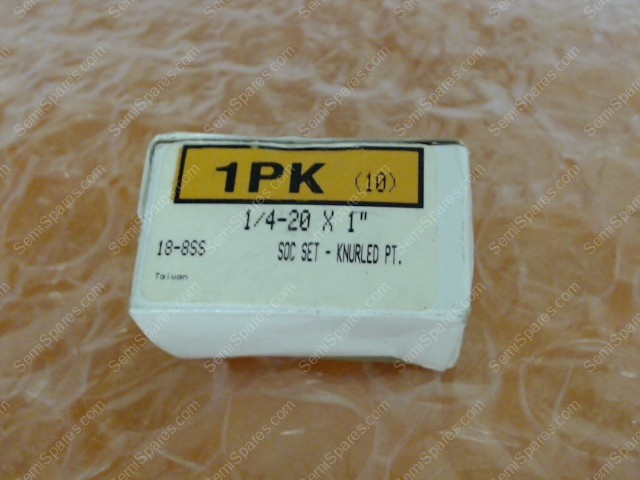 1PK (10)
1/4-20 X 1"
18-8SS SOC SET - KNURLED PT.
Taiwan
SemiSpares.com